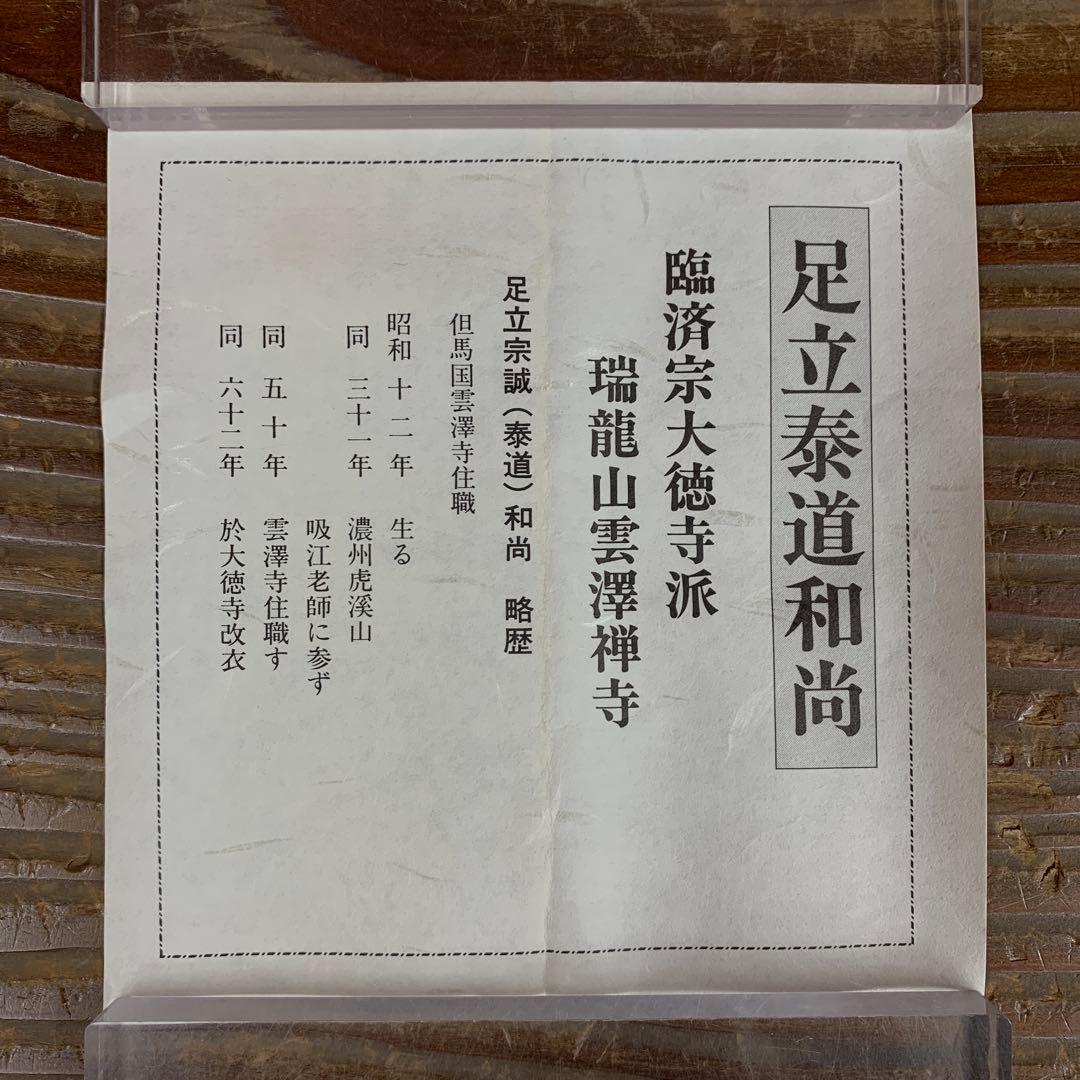 足立泰道和尚
臨済宗大徳寺派
瑞龍山雲澤禅寺
足立宗誠（泰道）和尚　略歴
但馬国雲澤寺住職
昭和　十二年　生る
同　三十一年　濃州虎溪山
吸江老師に参ず
同　五十年　雲澤寺住職す
同　六十二年　於大徳寺改衣